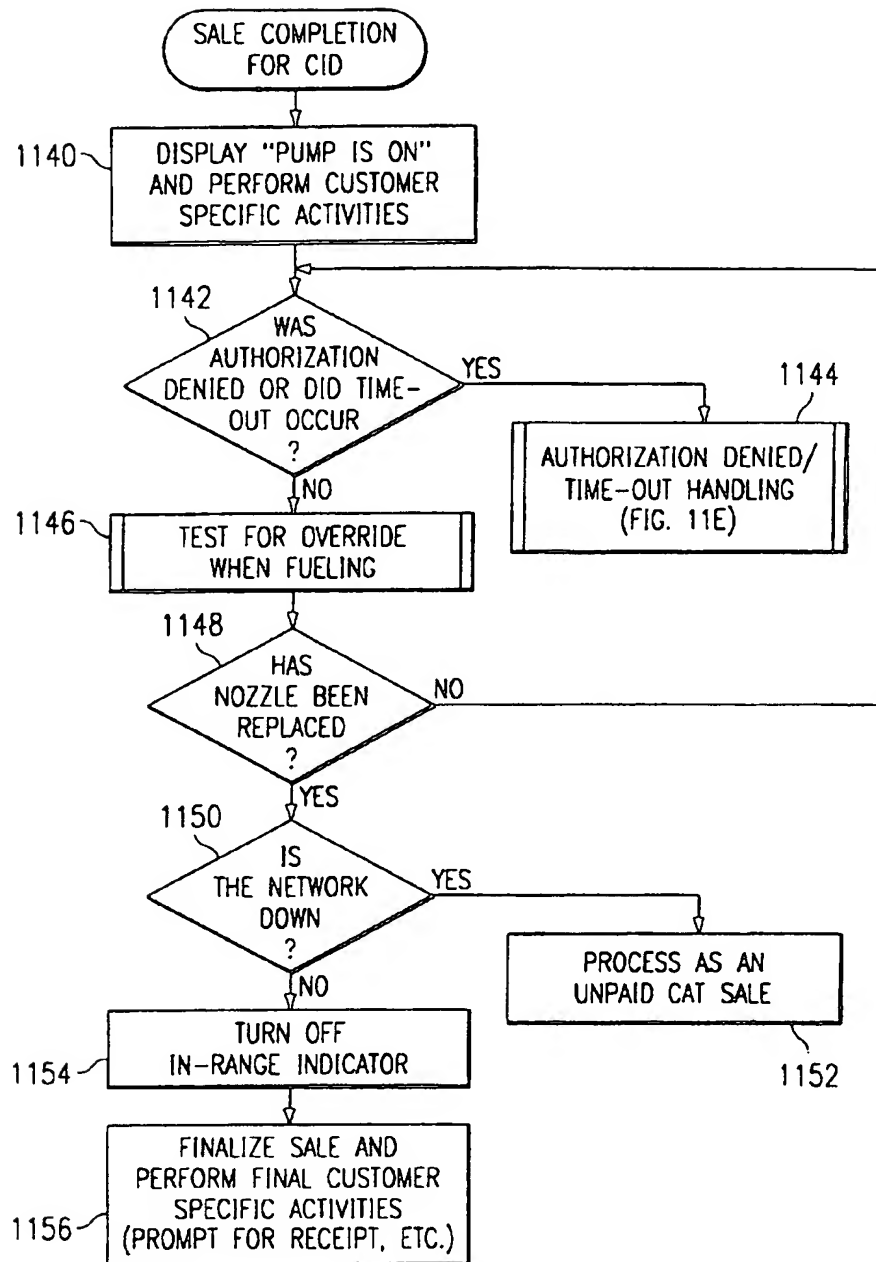 SALE COMPLETION
FOR CID
1140
DISPLAY "PUMP IS ON"
AND PERFORM CUSTOMER
SPECIFIC ACTIVITIES
1142
WAS
AUTHORIZATION
DENIED OR DID TIME-
OUT OCCUR
?
YES
1144
AUTHORIZATION DENIED/
TIME-OUT HANDLING
(FIG. 11E)
NO
1146
TEST FOR OVERRIDE
WHEN FUELING
1148
HAS
NOZZLE BEEN
REPLACED
?
NO
YES
1150
IS
THE NETWORK
DOWN
?
YES
PROCESS AS AN
UNPAID CAT SALE
1152
NO
TURN OFF
IN-RANGE INDICATOR
1154
FINALIZE SALE AND
PERFORM FINAL CUSTOMER
SPECIFIC ACTIVITIES
(PROMPT FOR RECEIPT, ETC.)
1156